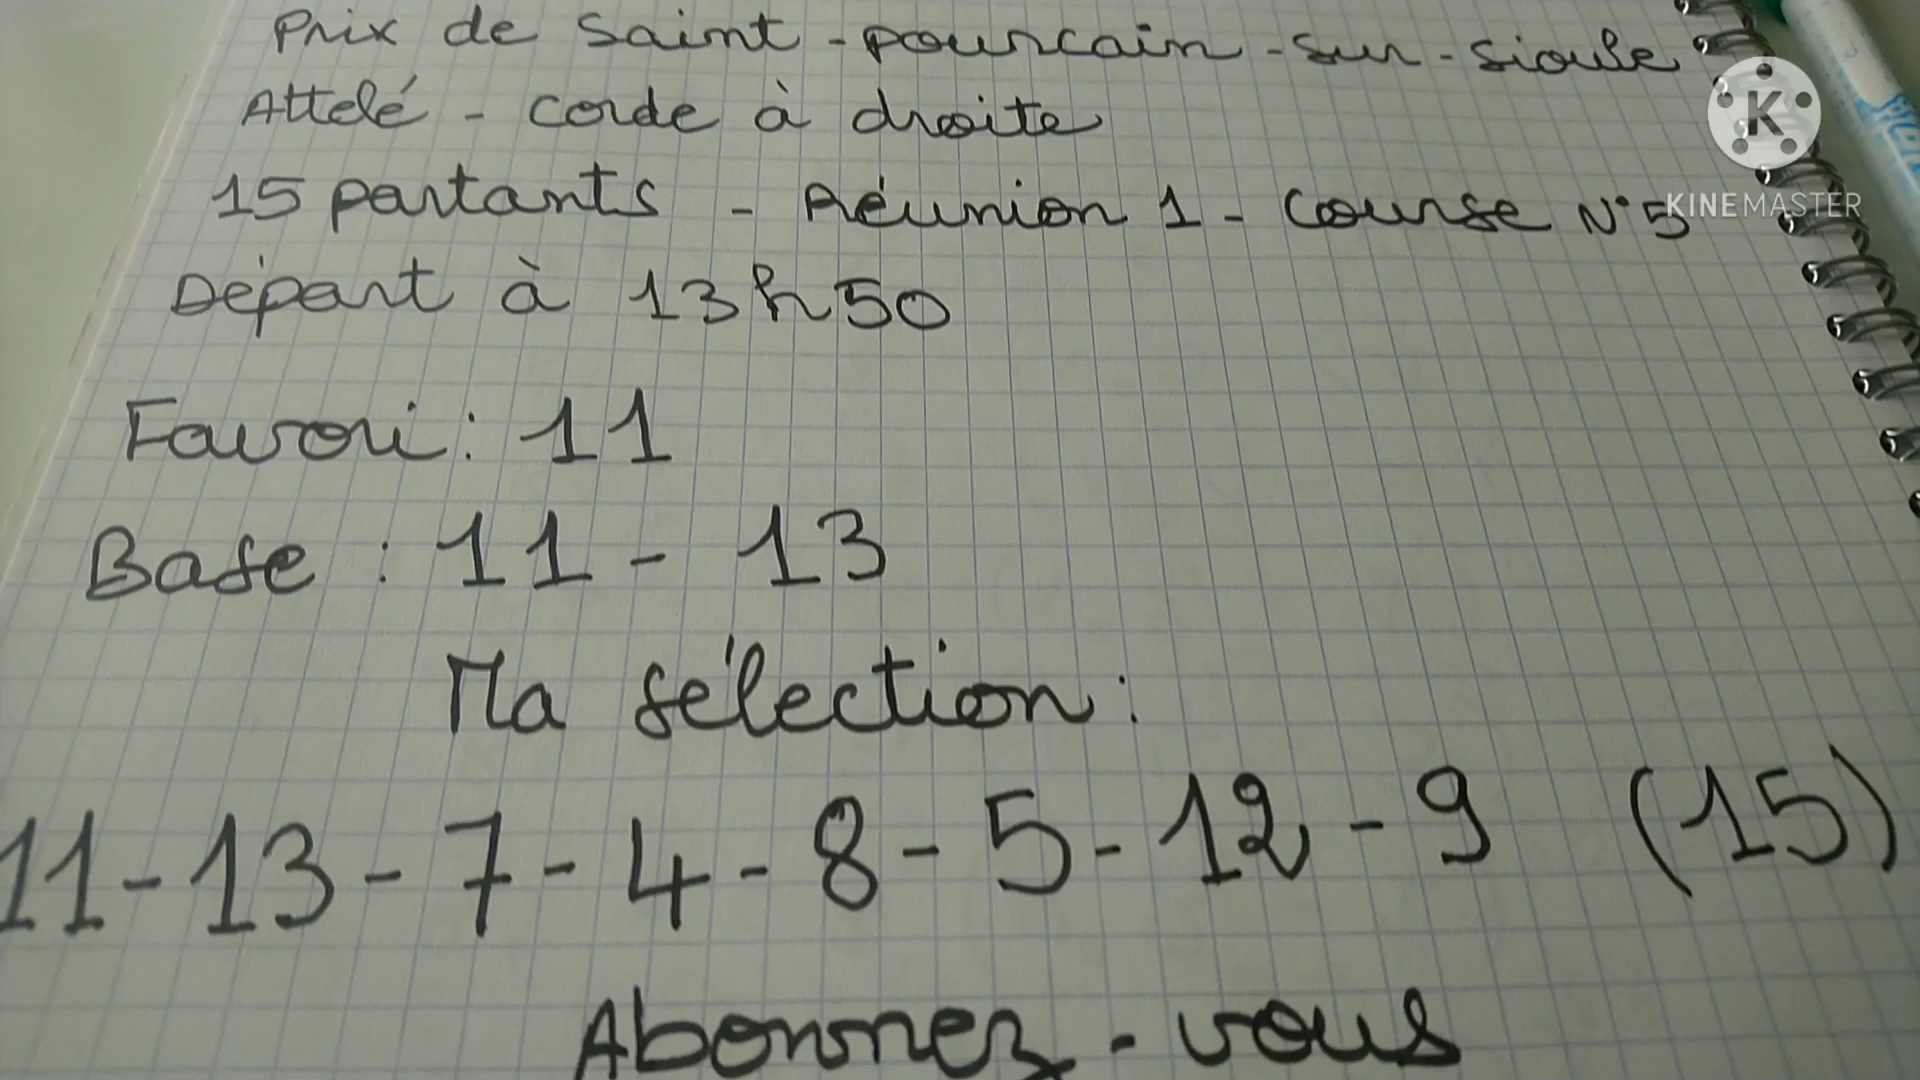 Prix de Saint-pourcain-sur-sioule
Attelé - corde à droite
15 partants - Réunion 1 - Course N°5
Départ à 13h50
Favori : 11
Base : 11 - 13
Ma sélection :
11 - 13 - 7 - 4 - 8 - 5 - 12 - 9 (15)
Abonnez-vous
K
KINEMASTER